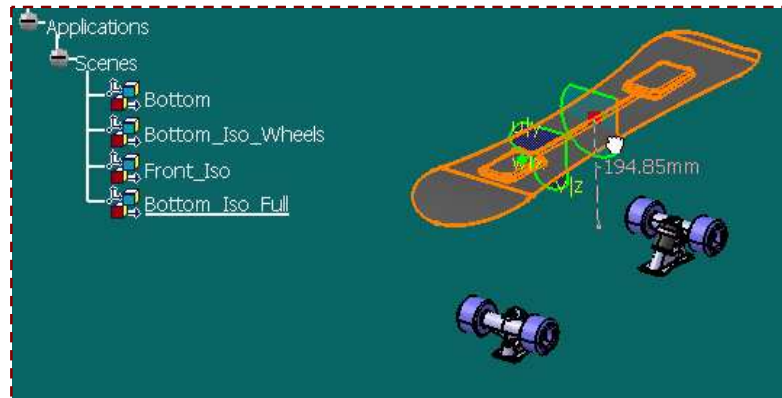 Applications
Scenes
Bottom
Bottom_Iso_Wheels
Front_Iso
Bottom_Iso_Full
-194.85mm
v|z